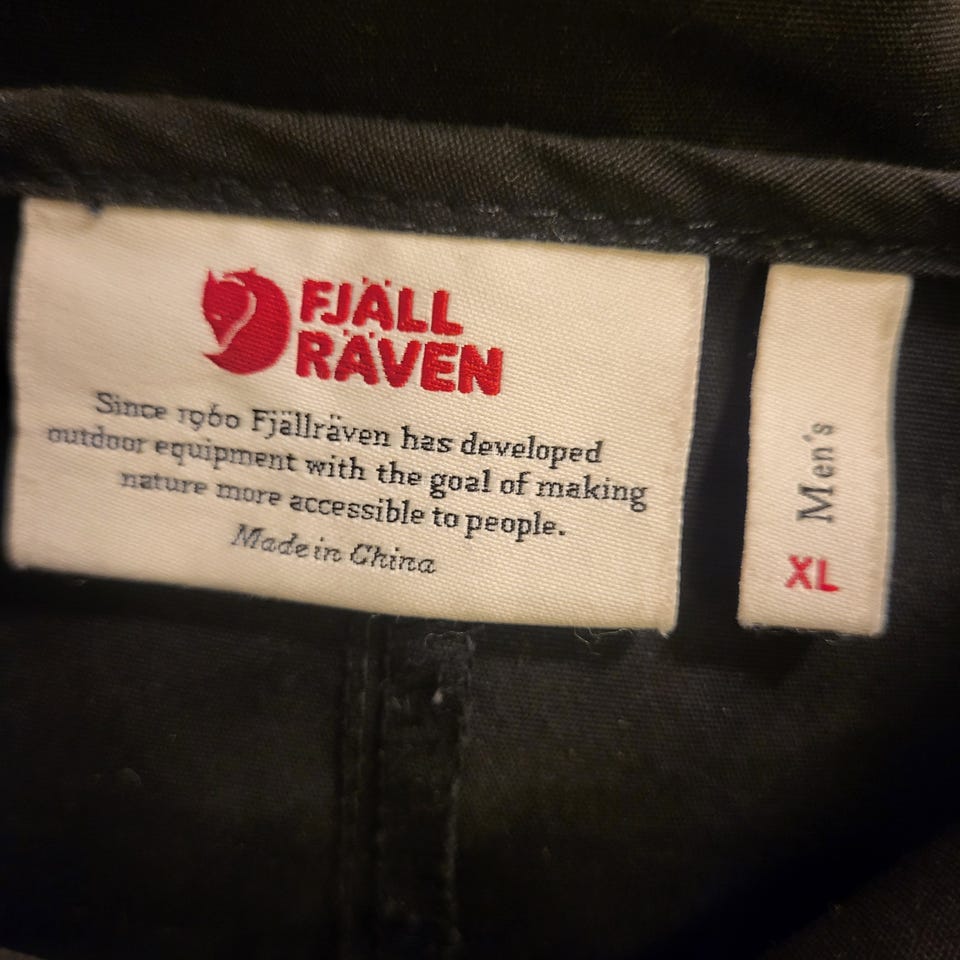 FJÄLL
RÄVEN
Since 1960 Fjällräven has developed
outdoor equipment with the goal of making
nature more accessible to people.
Made in China
Men's
XL